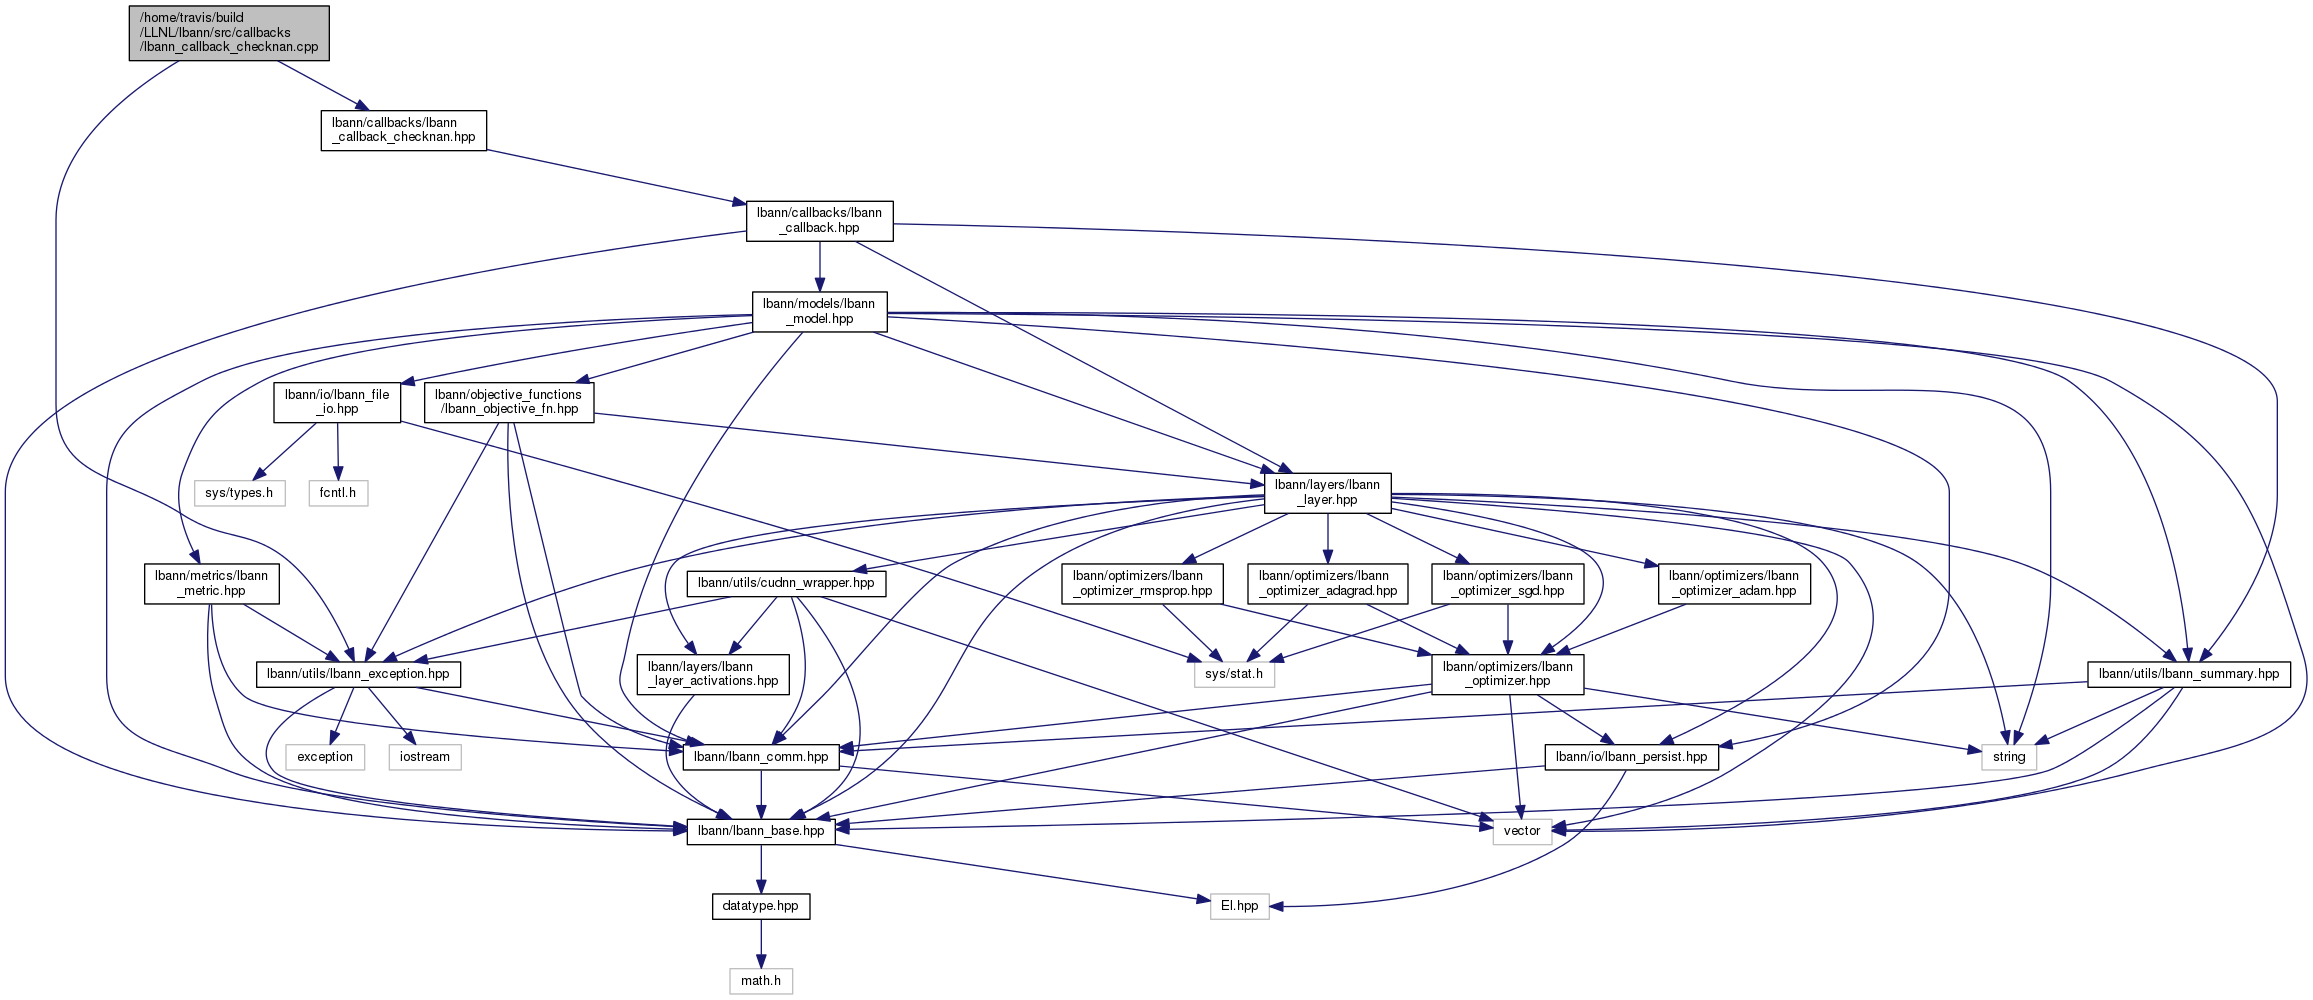 /home/travis/build
/LLNL/lbann/src/callbacks
/lbann_callback_checknan.cpp
lbann/callbacks/lbann
_callback_checknan.hpp
lbann/callbacks/lbann
_callback.hpp
lbann/models/lbann
_model.hpp
lbann/io/lbann_file
_io.hpp
lbann/objective_functions
/lbann_objective_fn.hpp
sys/types.h
fcntl.h
lbann/layers/lbann
_layer.hpp
lbann/metrics/lbann
_metric.hpp
lbann/utils/cudnn_wrapper.hpp
lbann/optimizers/lbann
_optimizer_rmsprop.hpp
lbann/optimizers/lbann
_optimizer_adagrad.hpp
lbann/optimizers/lbann
_optimizer_sgd.hpp
lbann/optimizers/lbann
_optimizer_adam.hpp
lbann/utils/lbann_exception.hpp
lbann/layers/lbann
_layer_activations.hpp
sys/stat.h
lbann/optimizers/lbann
_optimizer.hpp
lbann/utils/lbann_summary.hpp
exception
iostream
lbann/lbann_comm.hpp
lbann/io/lbann_persist.hpp
string
lbann/lbann_base.hpp
vector
datatype.hpp
El.hpp
math.h